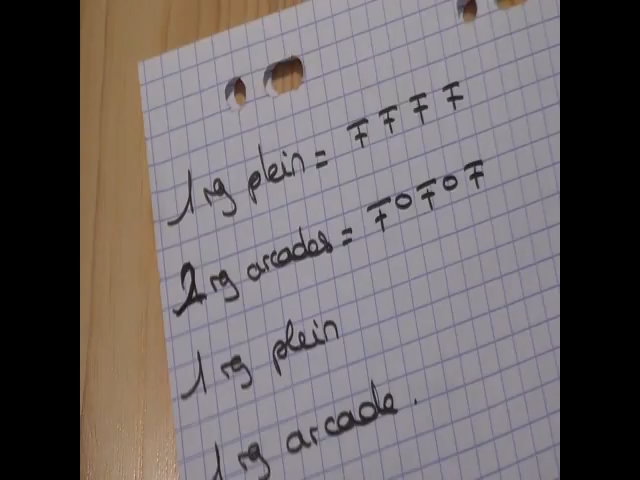 1 rg plein = F F F F
2 rg arcades = F o F o F
1 rg plein
1 rg arcade.